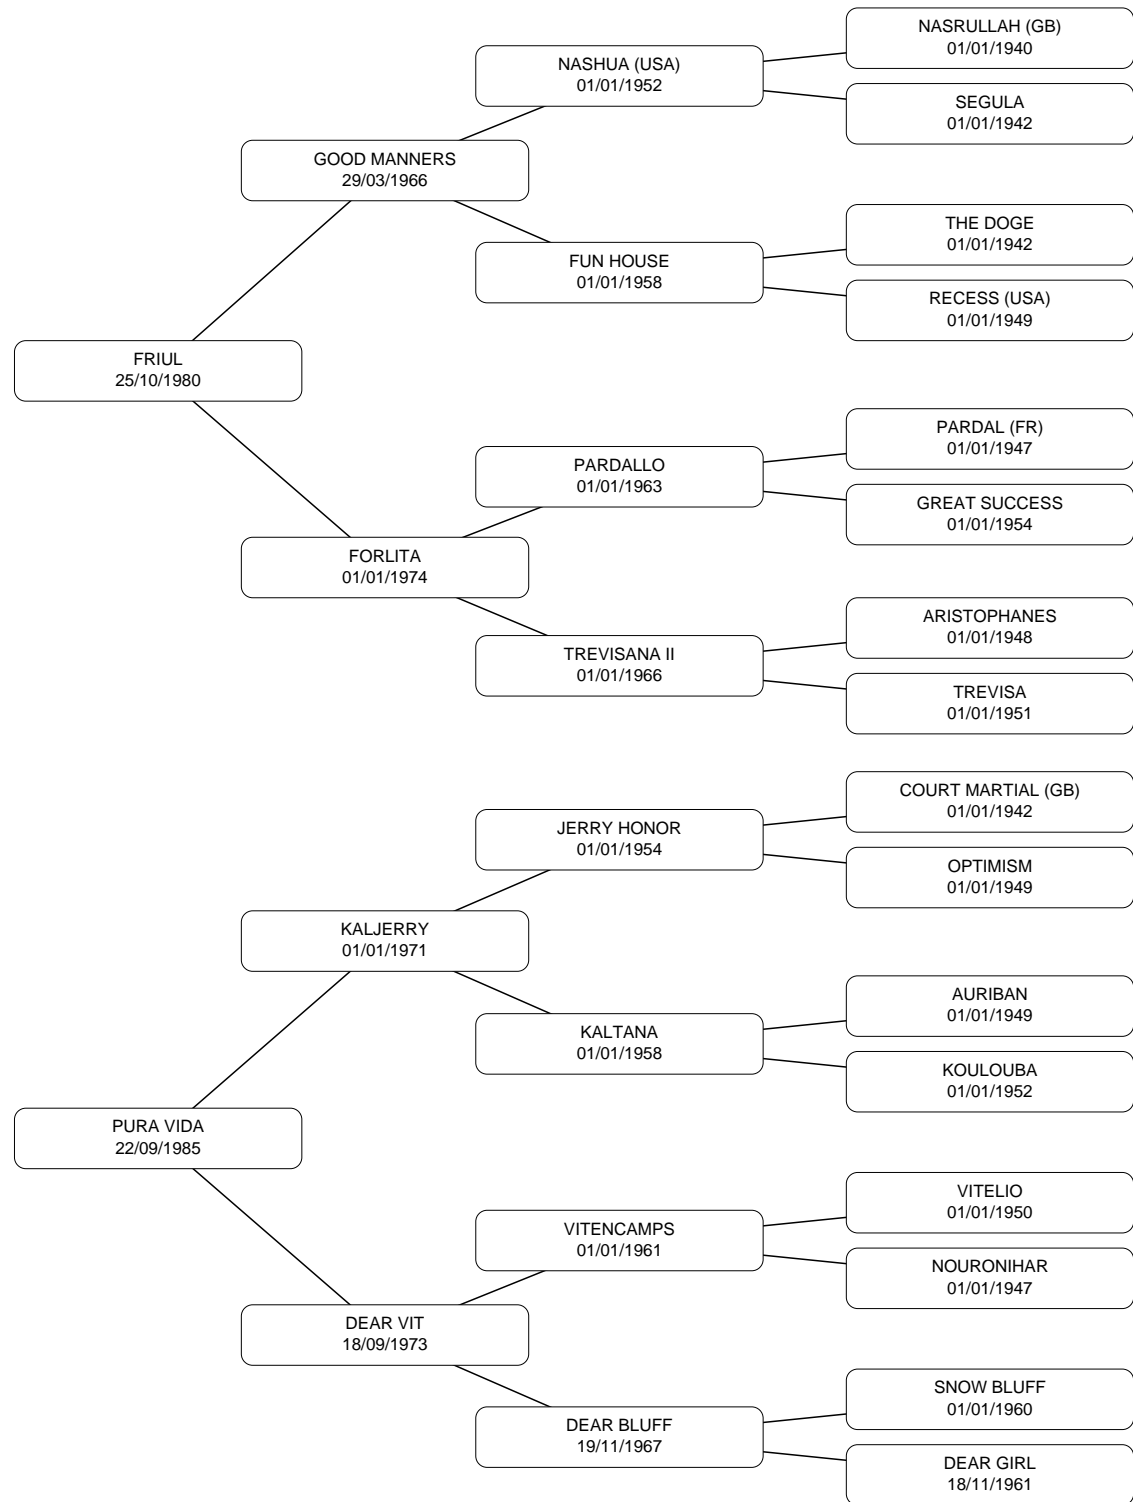 NASRULLAH (GB)
01/01/1940
NASHUA (USA)
01/01/1952
SEGULA
01/01/1942
GOOD MANNERS
29/03/1966
THE DOGE
01/01/1942
FUN HOUSE
01/01/1958
RECESS (USA)
01/01/1949
FRIUL
25/10/1980
PARDAL (FR)
01/01/1947
PARDALLO
01/01/1963
GREAT SUCCESS
01/01/1954
FORLITA
01/01/1974
ARISTOPHANES
01/01/1948
TREVISANA II
01/01/1966
TREVISA
01/01/1951
COURT MARTIAL (GB)
01/01/1942
JERRY HONOR
01/01/1954
OPTIMISM
01/01/1949
KALJERRY
01/01/1971
AURIBAN
01/01/1949
KALTANA
01/01/1958
KOULOUBA
01/01/1952
PURA VIDA
22/09/1985
VITELIO
01/01/1950
VITENCAMPS
01/01/1961
NOURONIHAR
01/01/1947
DEAR VIT
18/09/1973
SNOW BLUFF
01/01/1960
DEAR BLUFF
19/11/1967
DEAR GIRL
18/11/1961